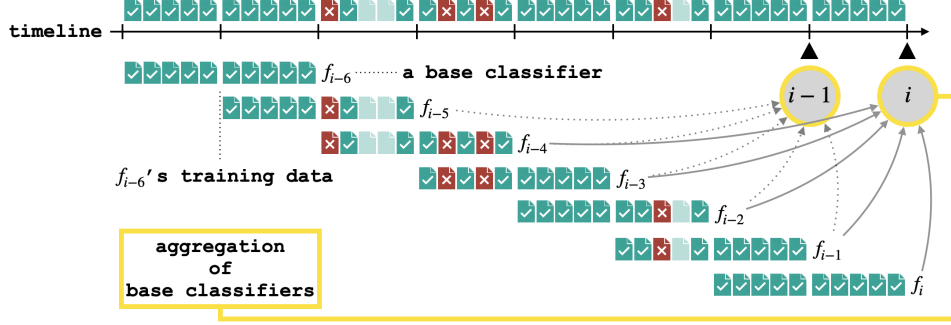 timeline
f_{i-6} a base classifier
i − 1
i
f_{i-5}
f_{i-4}
f_{i-6}'s training data
f_{i-3}
f_{i-2}
aggregation
of
base classifiers
f_{i-1}
f_i